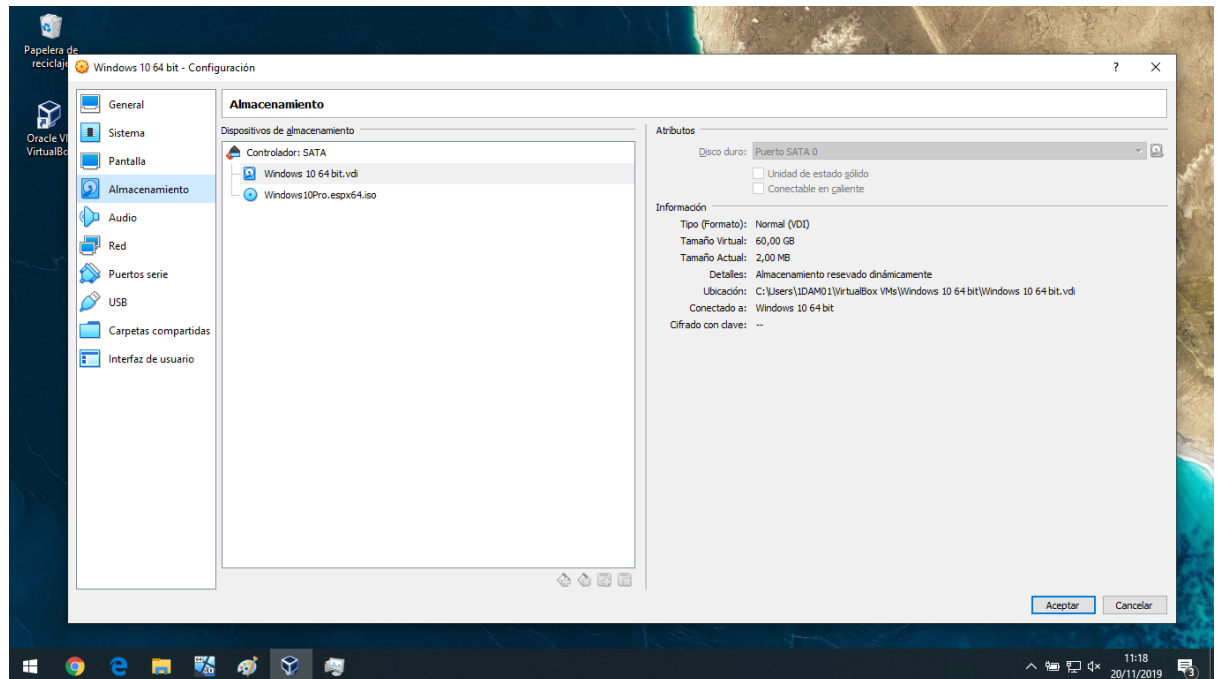 Papelera de
reciclaje
Oracle VM
VirtualBo
Windows 10 64 bit - Configuración
? ×
General
Sistema
Pantalla
Almacenamiento
Audio
Red
Puertos serie
USB
Carpetas compartidas
Interfaz de usuario
Almacenamiento
Dispositivos de almacenamiento
Controlador: SATA
Windows 10 64 bit.vdi
Windows10Pro.espx64.iso
Atributos
Disco duro: Puerto SATA 0
Unidad de estado sólido
Conectable en caliente
Información
Tipo (Formato): Normal (VDI)
Tamaño Virtual: 60,00 GB
Tamaño Actual: 2,00 MB
Detalles: Almacenamiento resevado dinámicamente
Ubicación: C:\Users\1DAM01\VirtualBox VMs\Windows 10 64 bit\Windows 10 64 bit.vdi
Conectado a: Windows 10 64 bit
Cifrado con clave: --
Aceptar Cancelar
11:18
20/11/2019
3